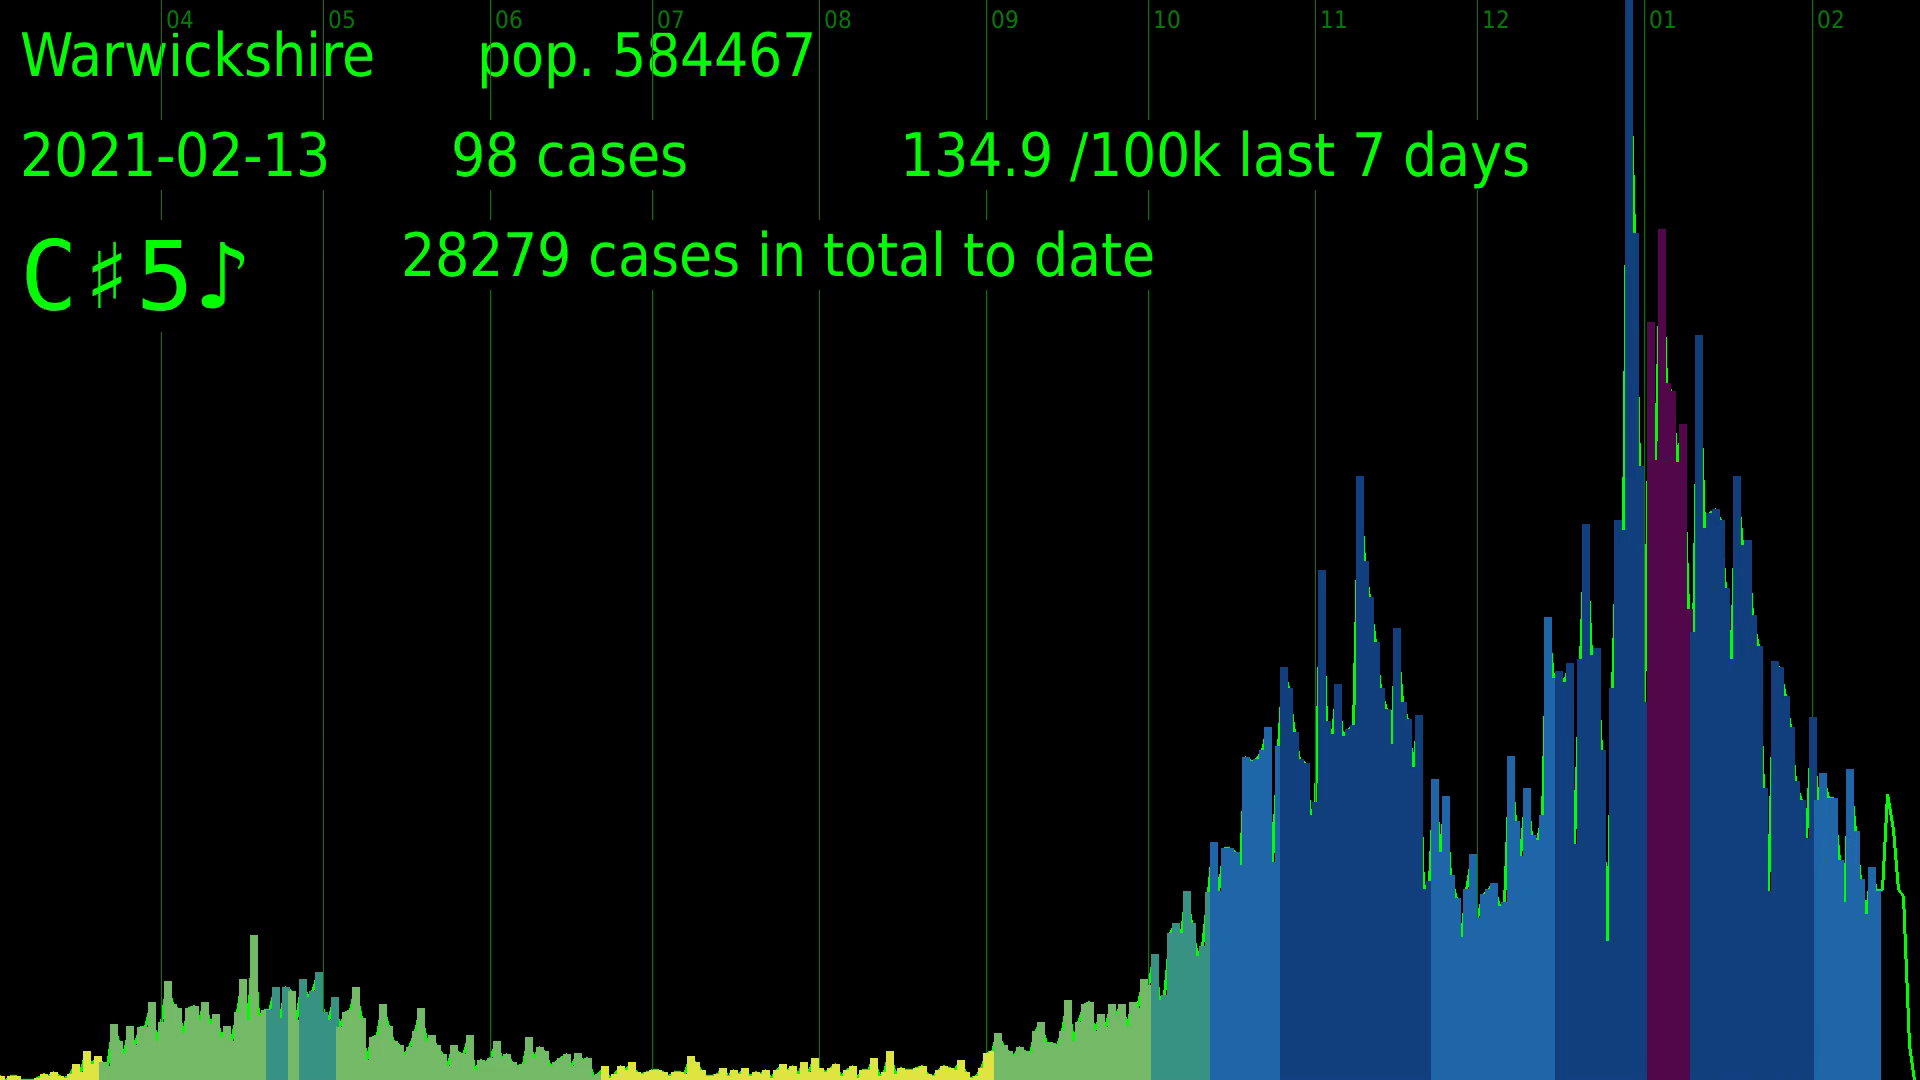 04 05 06 07 08 09 10 11 12 01 02
Warwickshire pop. 584467
2021-02-13 98 cases 134.9 /100k last 7 days
C♯5♪ 28279 cases in total to date